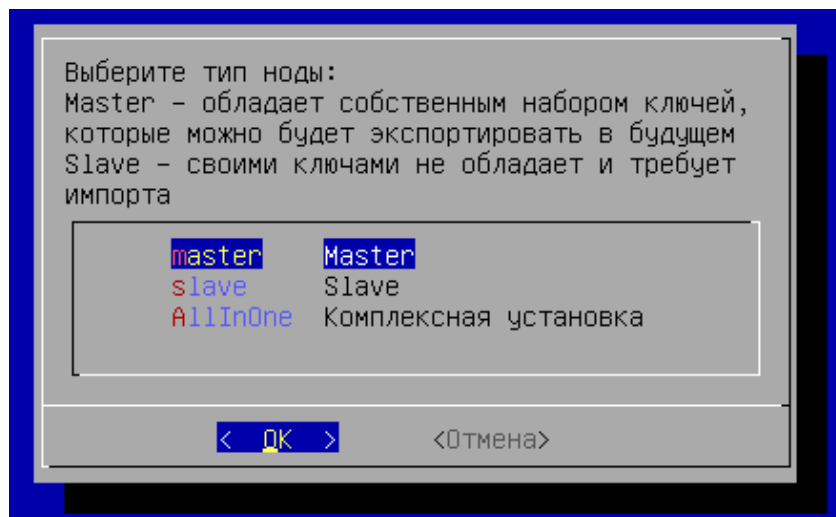 Выберите тип ноды:
Master – обладает собственным набором ключей,
которые можно будет экспортировать в будущем
Slave – своими ключами не обладает и требует
импорта
master Master
slave Slave
AllInOne Комплексная установка
< OK > <Отмена>